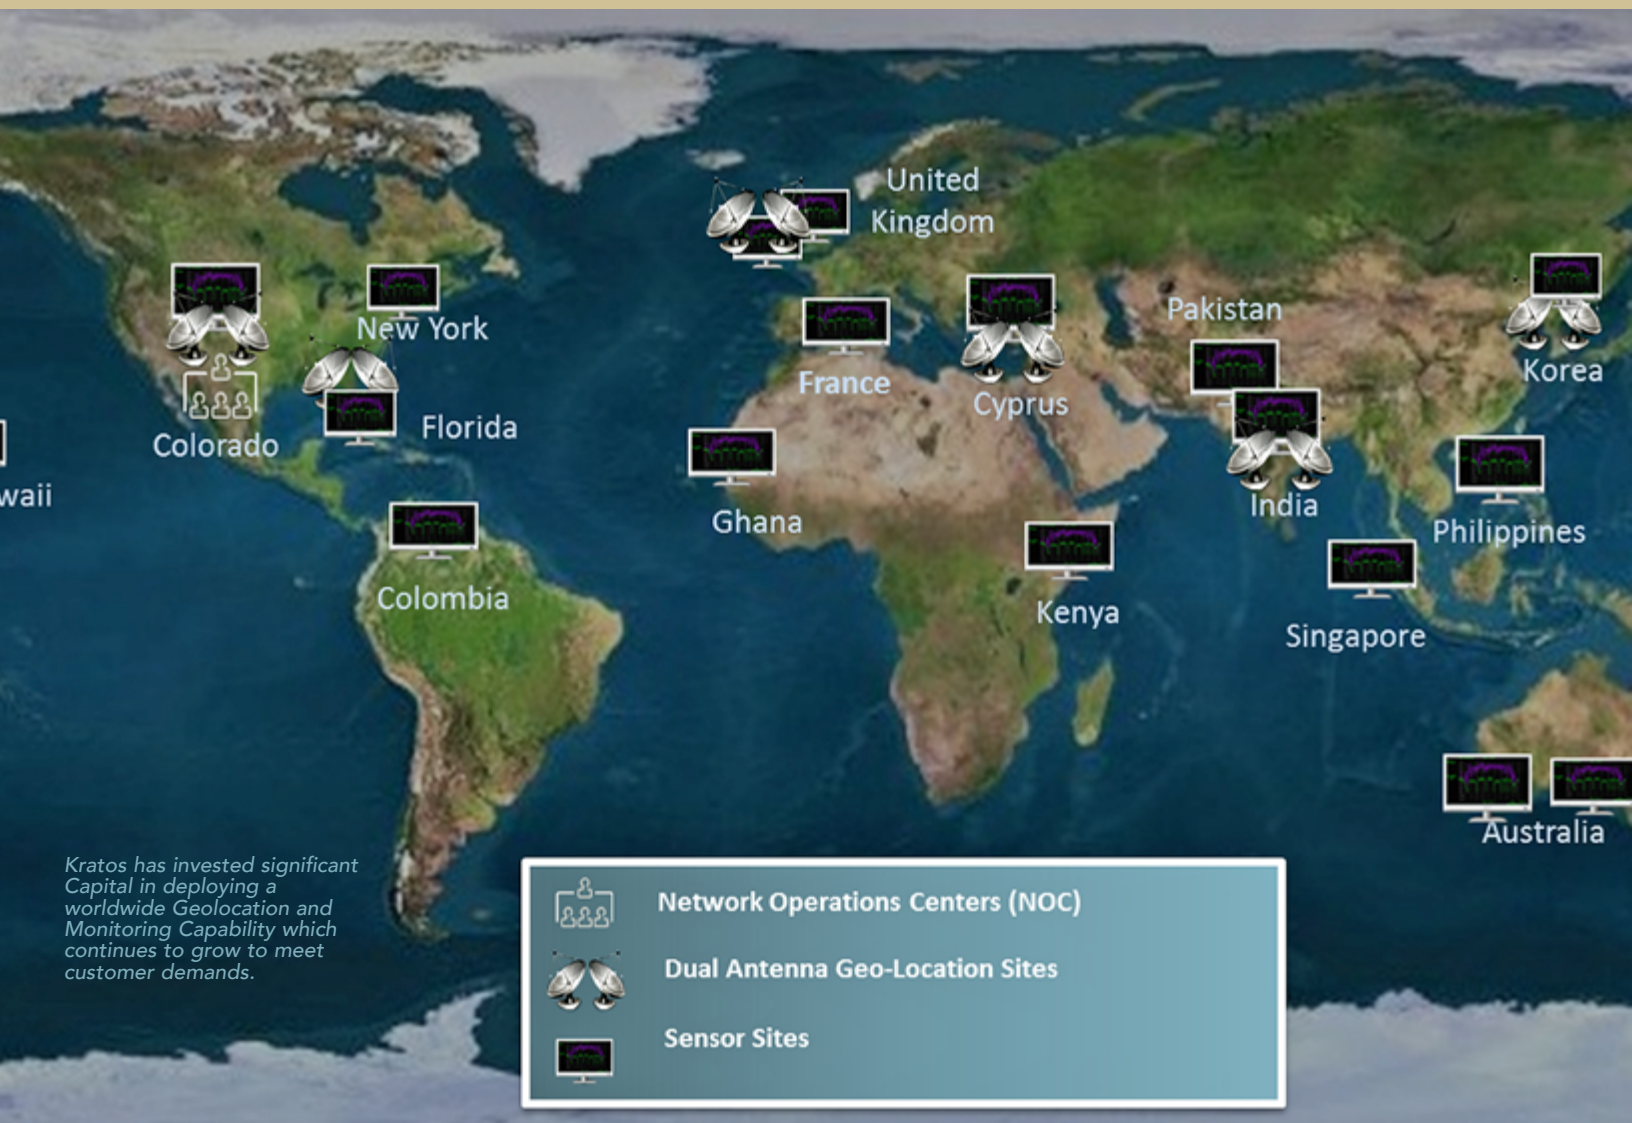 United
Kingdom
Pakistan
New York
Korea
France
Cyprus
Florida
Colorado
waii
India
Ghana
Philippines
Colombia
Kenya
Singapore
Australia
Kratos has invested significant
Capital in deploying a
worldwide Geolocation and
Monitoring Capability which
continues to grow to meet
customer demands.
Network Operations Centers (NOC)
Dual Antenna Geo-Location Sites
Sensor Sites